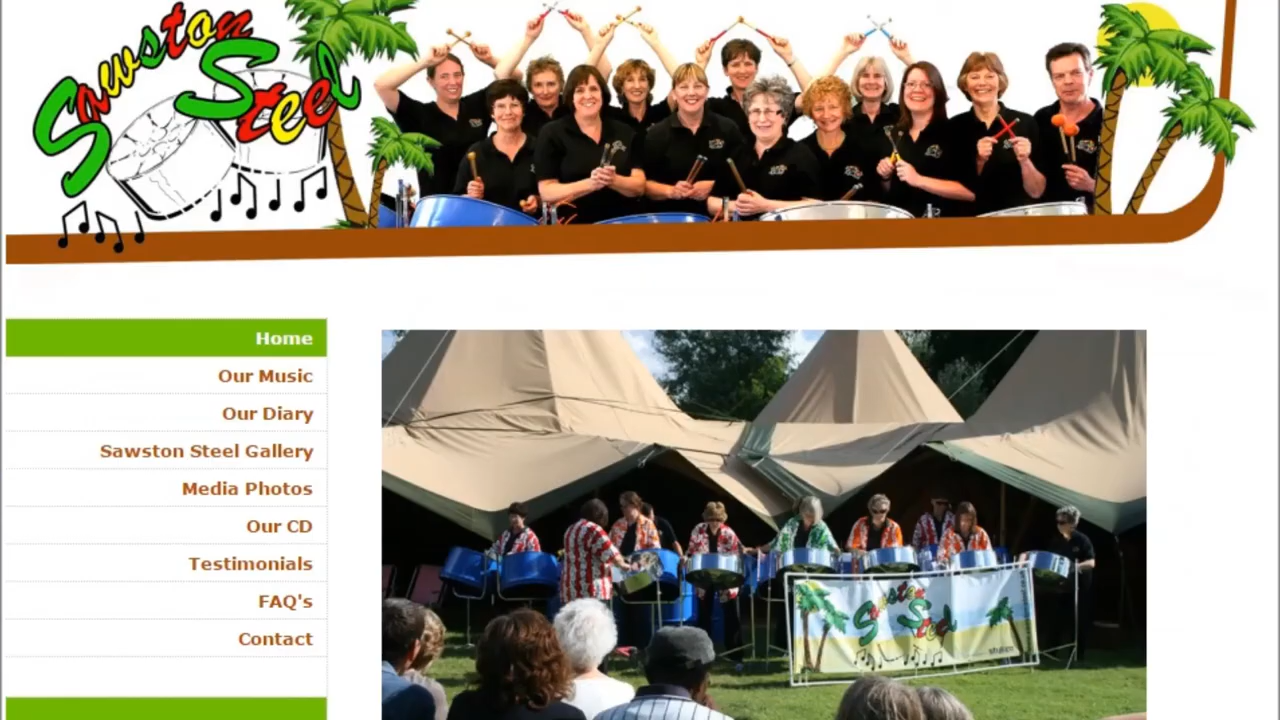 Sawston
Steel
Home
Our Music
Our Diary
Sawston Steel Gallery
Media Photos
Our CD
Testimonials
FAQ's
Contact
Sawston
Steel